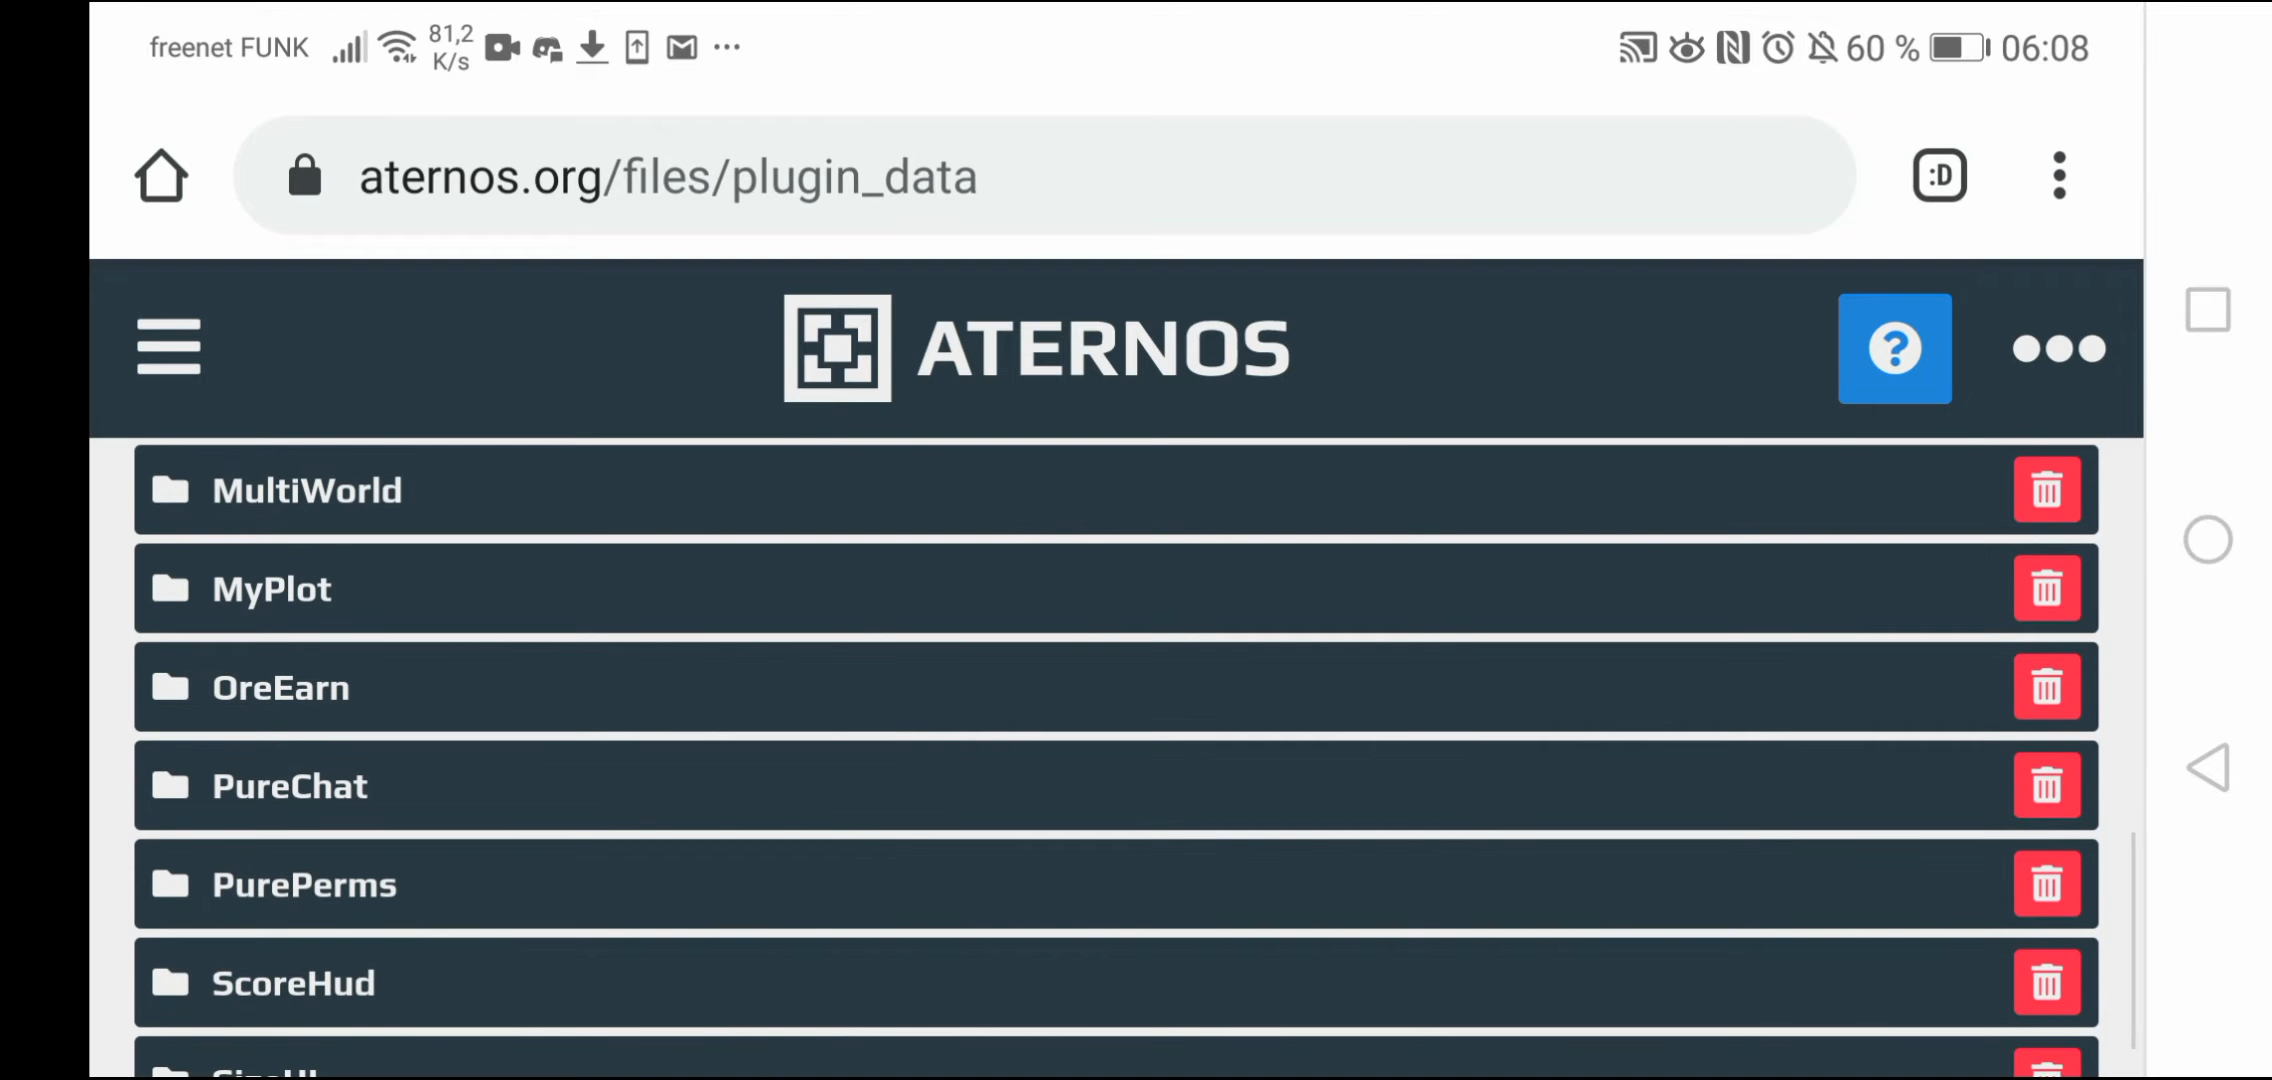 freenet FUNK 81,2 K/s 60 % 06:08
aternos.org/files/plugin_data :D
ATERNOS ?
MultiWorld
MyPlot
OreEarn
PureChat
PurePerms
ScoreHud